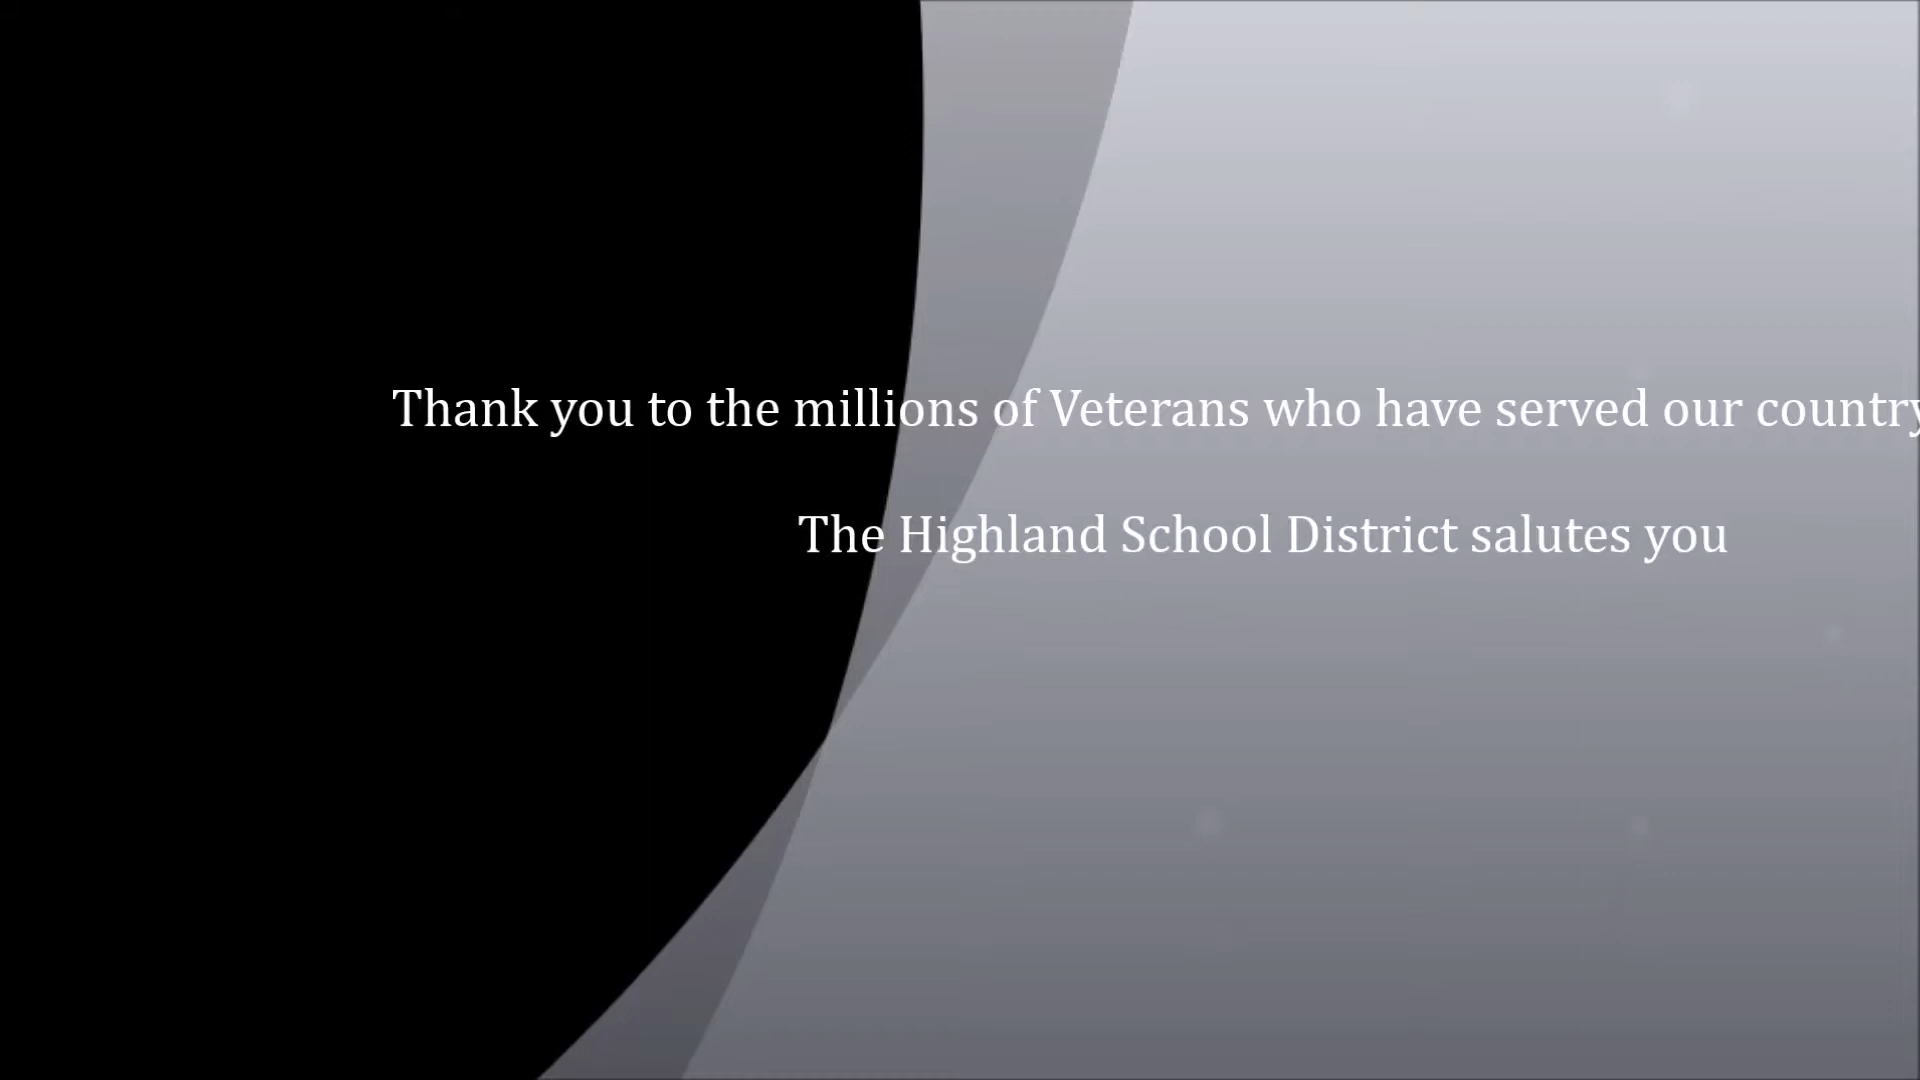 Thank you to the millions of Veterans who have served our country
The Highland School District salutes you